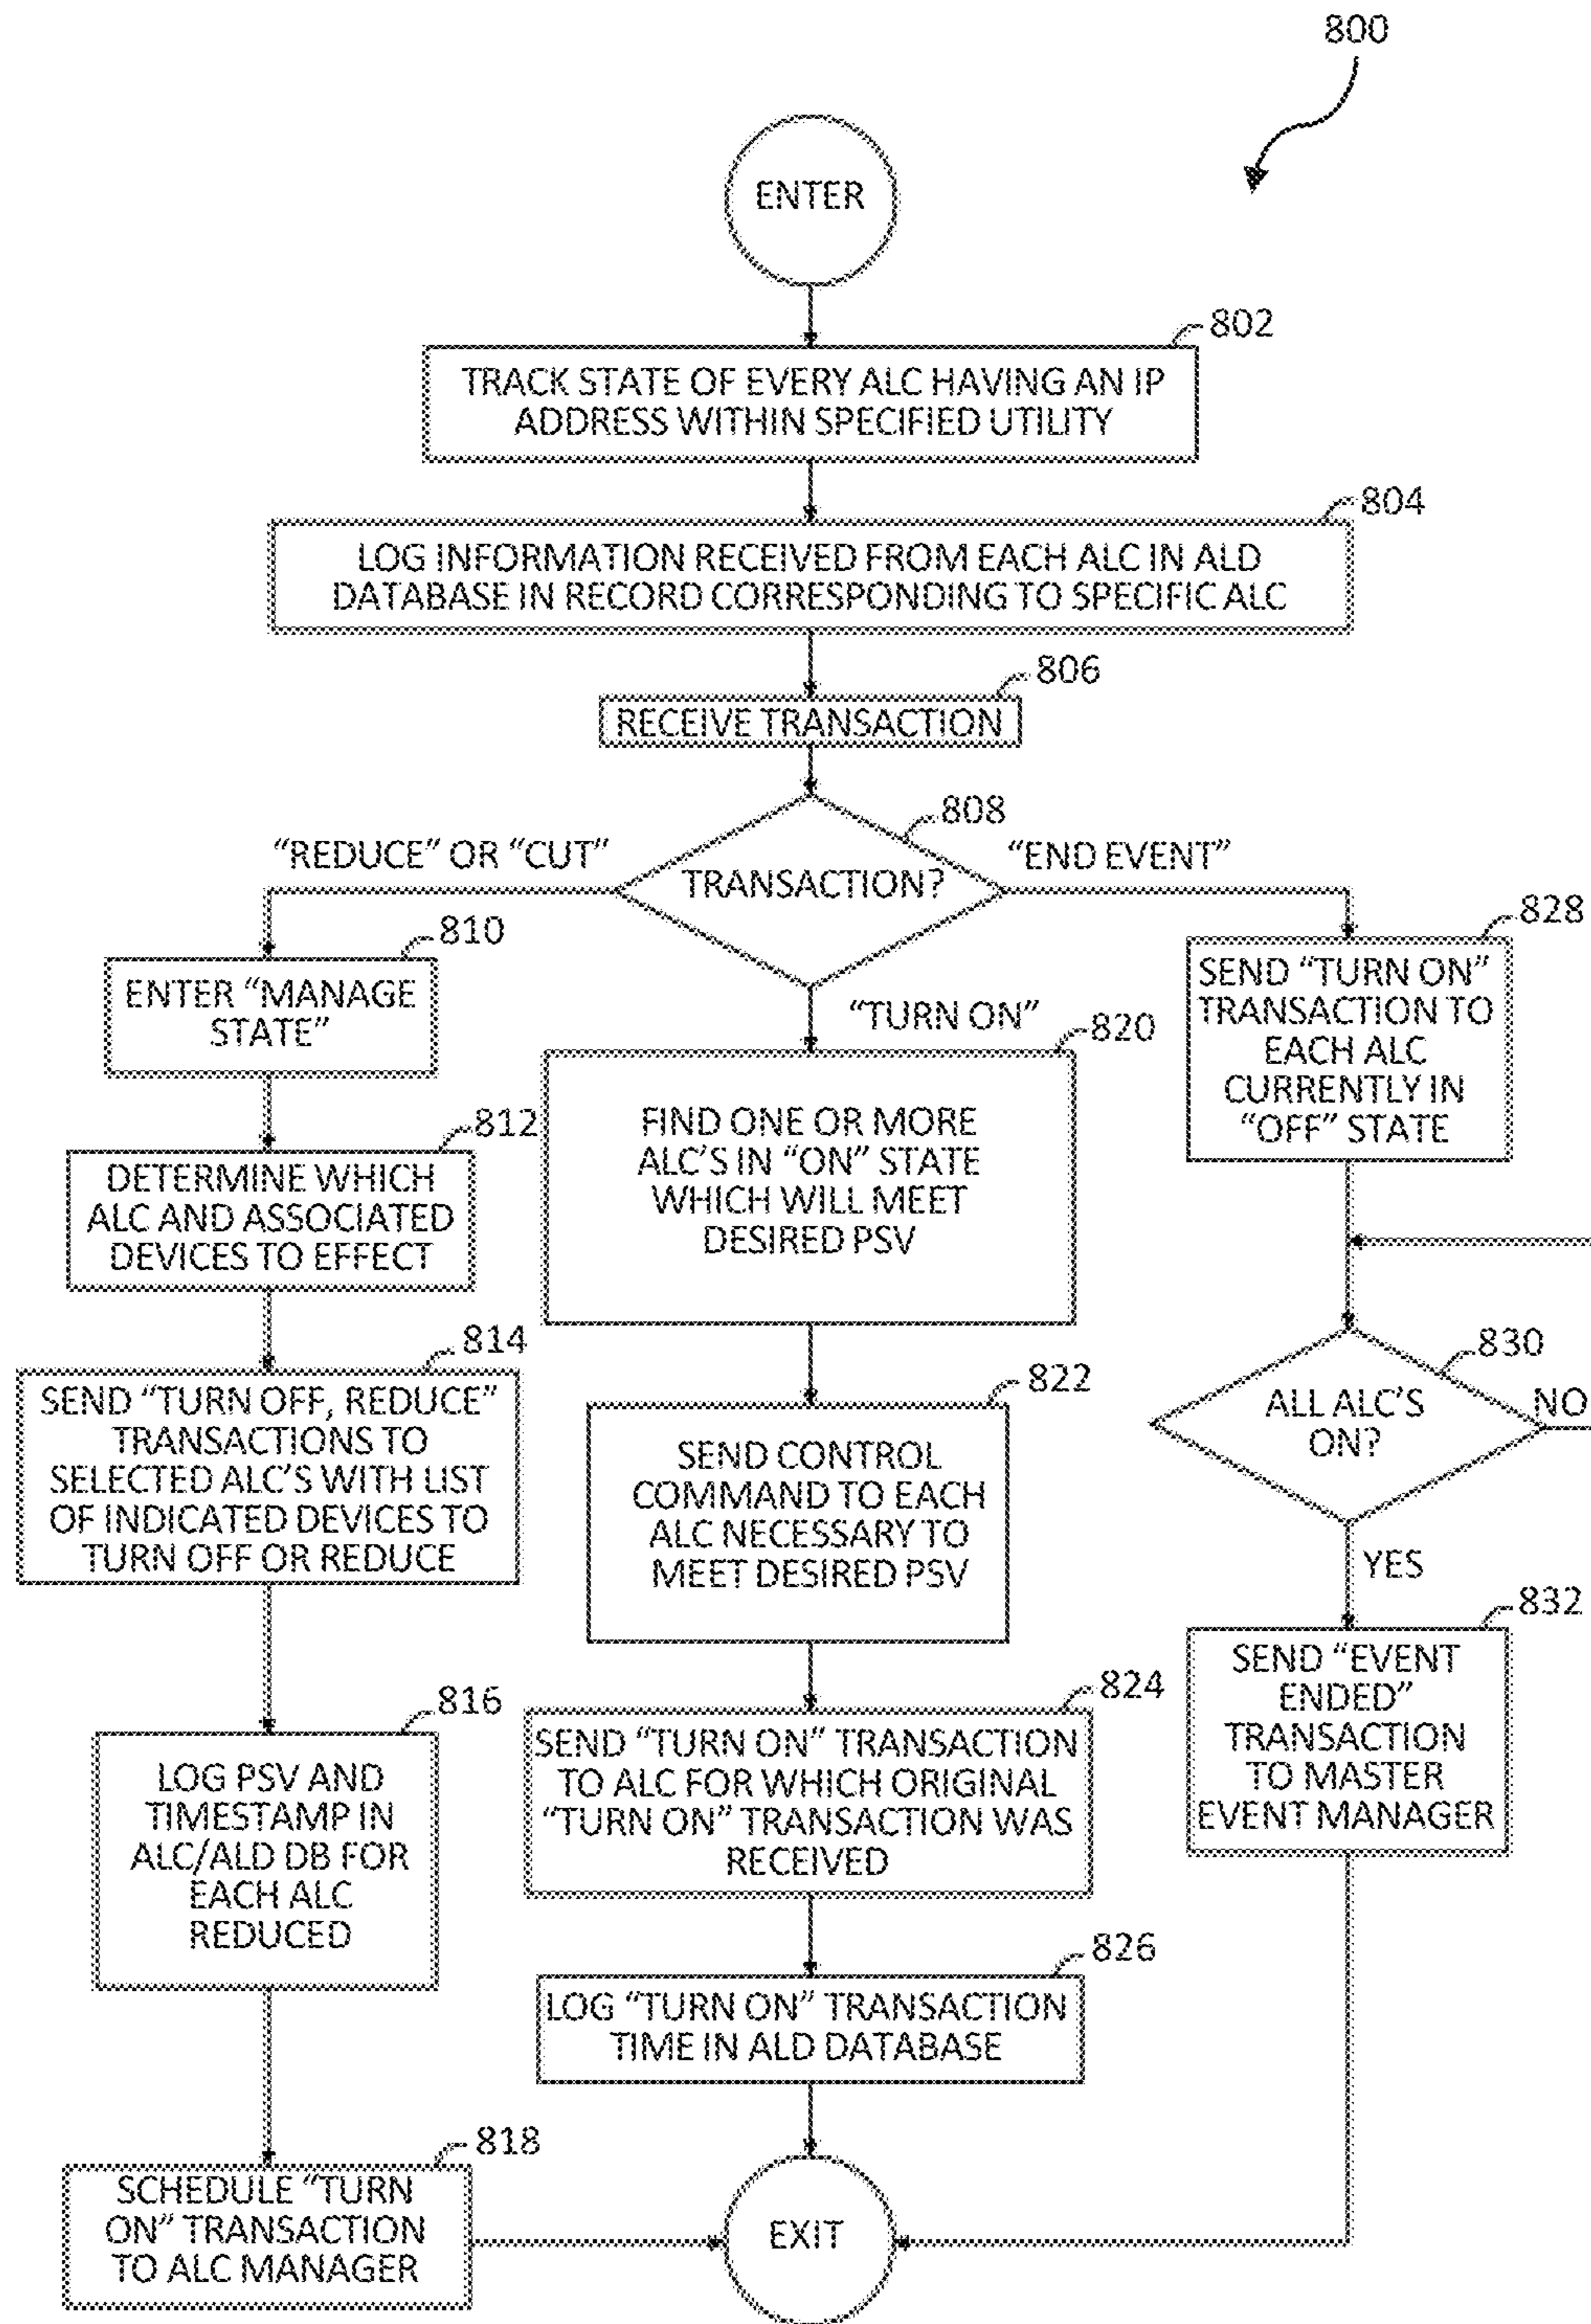 800
ENTER
802
TRACK STATE OF EVERY ALC HAVING AN IP
ADDRESS WITHIN SPECIFIED UTILITY
804
LOG INFORMATION RECEIVED FROM EACH ALC IN ALD
DATABASE IN RECORD CORRESPONDING TO SPECIFIC ALC
806
RECEIVE TRANSACTION
808
TRANSACTION?
“REDUCE” OR “CUT”
810
ENTER “MANAGE
STATE”
812
DETERMINE WHICH
ALC AND ASSOCIATED
DEVICES TO EFFECT
814
SEND “TURN OFF, REDUCE”
TRANSACTIONS TO
SELECTED ALC’S WITH LIST
OF INDICATED DEVICES TO
TURN OFF OR REDUCE
816
LOG PSV AND
TIMESTAMP IN
ALC/ALD DB FOR
EACH ALC
REDUCED
818
SCHEDULE “TURN
ON” TRANSACTION
TO ALC MANAGER
“TURN ON”
820
FIND ONE OR MORE
ALC’S IN “ON” STATE
WHICH WILL MEET
DESIRED PSV
822
SEND CONTROL
COMMAND TO EACH
ALC NECESSARY TO
MEET DESIRED PSV
824
SEND “TURN ON” TRANSACTION
TO ALC FOR WHICH ORIGINAL
“TURN ON” TRANSACTION WAS
RECEIVED
826
LOG “TURN ON” TRANSACTION
TIME IN ALD DATABASE
“END EVENT”
828
SEND “TURN ON”
TRANSACTION TO
EACH ALC
CURRENTLY IN
“OFF” STATE
830
ALL ALC’S
ON?
NO
YES
832
SEND “EVENT
ENDED”
TRANSACTION
TO MASTER
EVENT MANAGER
EXIT